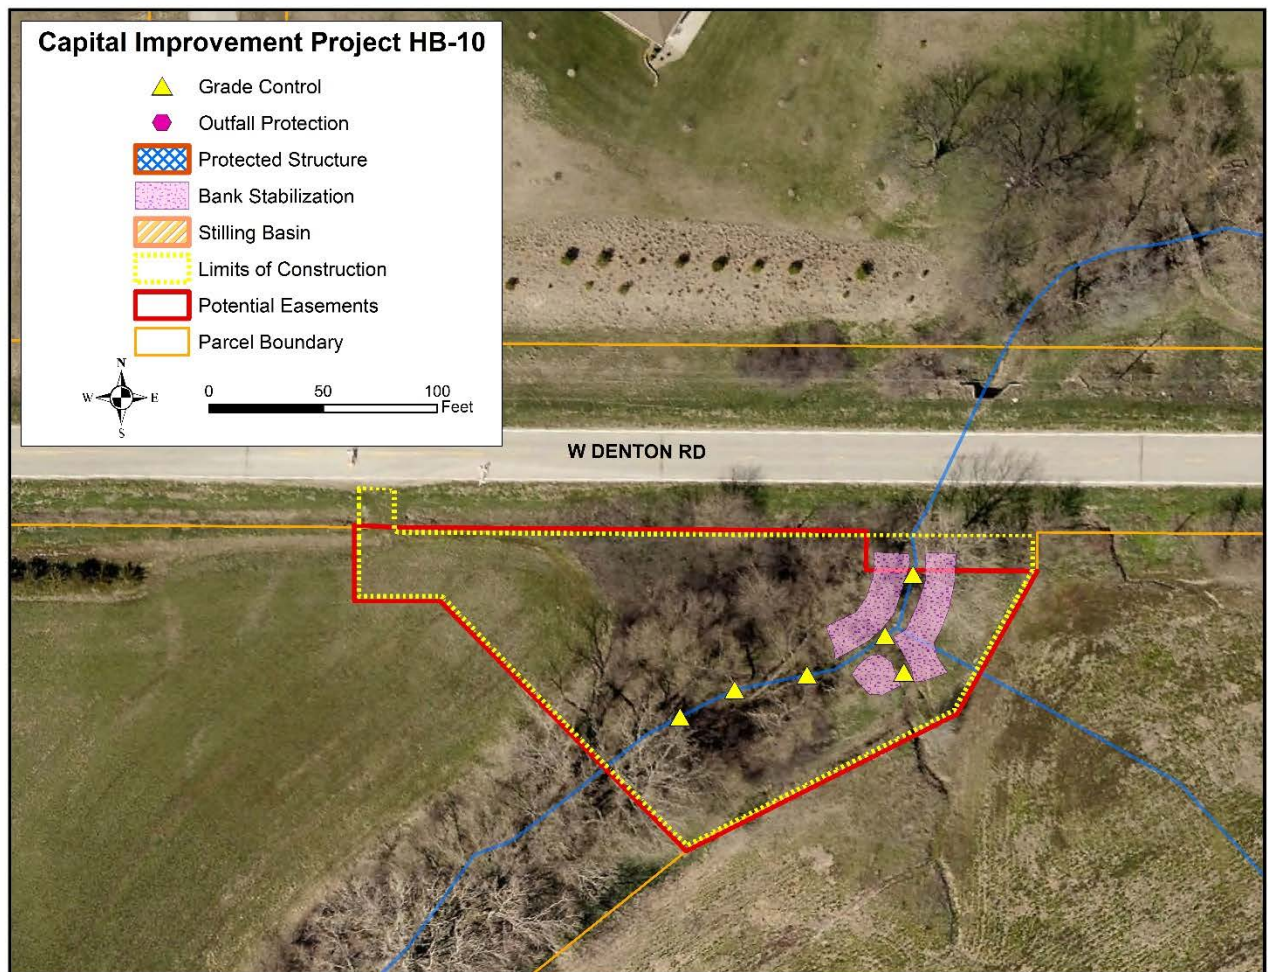 Capital Improvement Project HB-10
Grade Control
Outfall Protection
Protected Structure
Bank Stabilization
Stilling Basin
Limits of Construction
Potential Easements
Parcel Boundary
N
W E
S
0 50 100
Feet
W DENTON RD